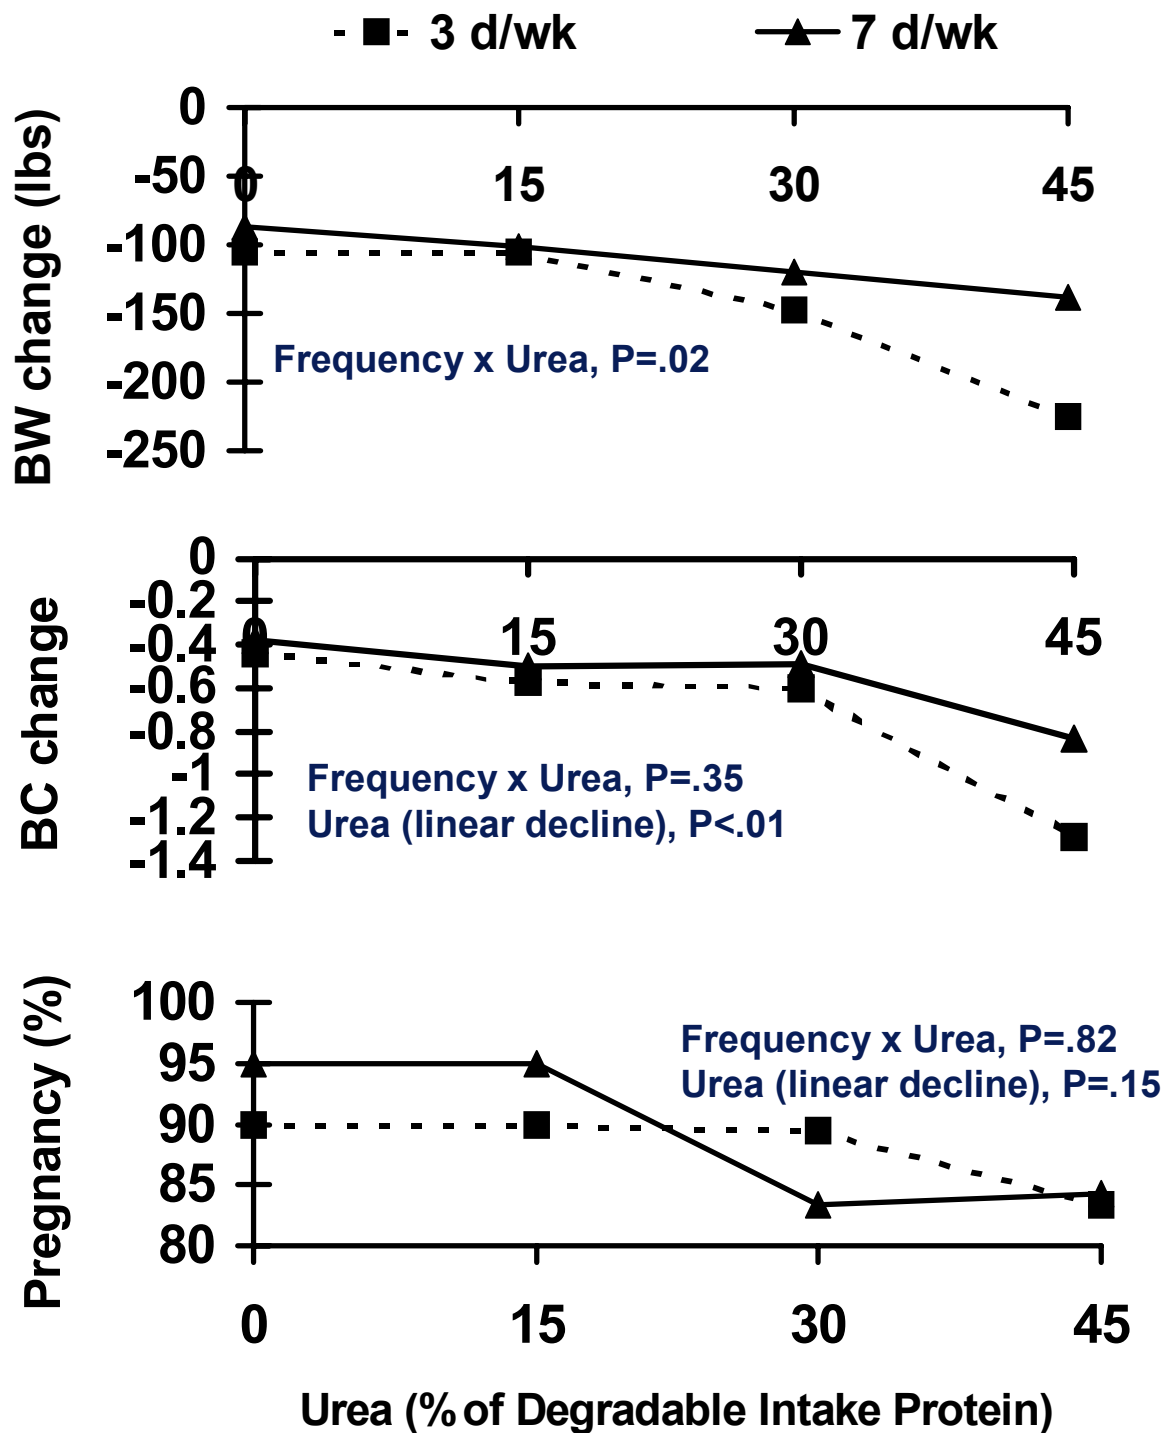 3 d/wk 7 d/wk
BW change (lbs)
0
-50
-100
-150
-200
-250
0 15 30 45
Frequency x Urea, P=.02
BC change
0
-0.2
-0.4
-0.6
-0.8
-1
-1.2
-1.4
0 15 30 45
Frequency x Urea, P=.35
Urea (linear decline), P<.01
Pregnancy (%)
100
95
90
85
80
Frequency x Urea, P=.82
Urea (linear decline), P=.15
0 15 30 45
Urea (% of Degradable Intake Protein)